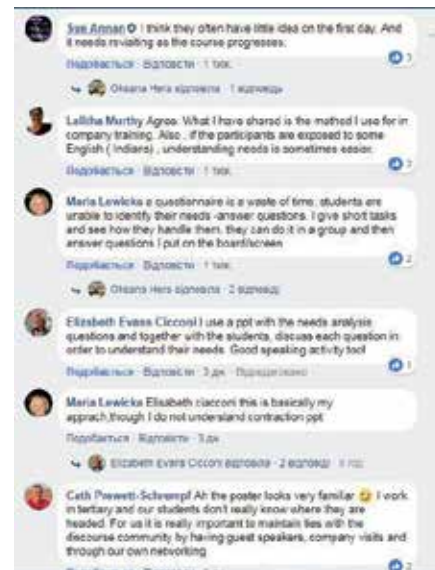 Sue Annan I think they often have little idea on the first day. And
it needs revisiting as the course progresses.
Подобається · Відповісти · 1 тиж.
3
Oksana Hera відповіла · 1 відповідь
Lalitha Murthy Agree. What I have shared is the method I use for in
company training. Also , if the participants are exposed to some
English ( Indians) , understanding needs is sometimes easier.
3
Подобається · Відповісти · 1 тиж.
Maria Lewicka a questionnaire is a waste of time, students are
unable to identify their needs -answer questions. I give short tasks
and see how they handle them, they can do it in a group and then
answer questions I put on the board/screen
2
Подобається · Відповісти · 1 тиж.
Oksana Hera відповіла · 2 відповіді
Elizabeth Evans Cicconi I use a ppt with the needs analysis
questions and together with the students, discuss each question in
order to understand their needs. Good speaking activity too!
1
Подобається · Відповісти · 3 дн. · Відредаговано
Maria Lewicka Elisabeth ciacconi this is basically my
apprach,though I do not understand contraction ppt
Подобається · Відповісти · 3 дн.
Elizabeth Evans Cicconi відповіла · 2 відповіді
Cath Prewett-Schrempf Ah the poster looks very familiar I work
in tertiary and our students don't really know where they are
headed. For us it is really important to maintain ties with the
discourse community by having guest speakers, company visits and
through our own networking
2